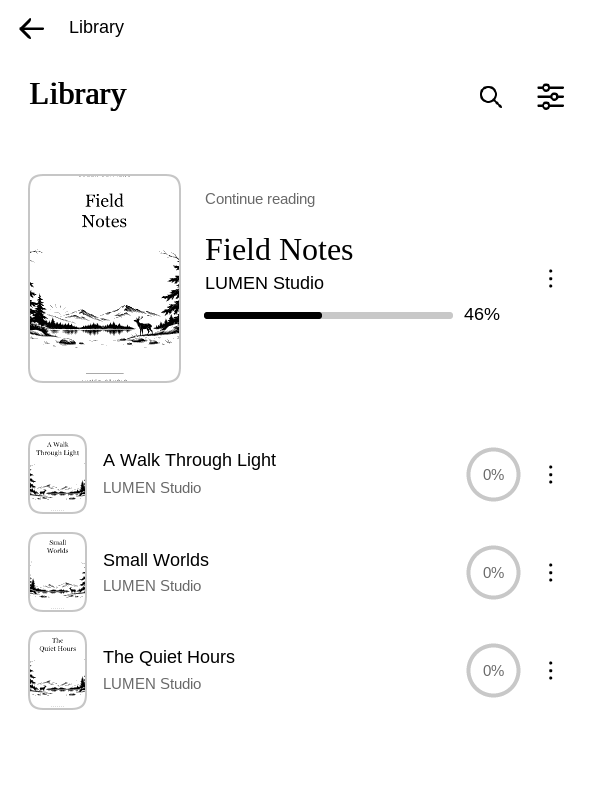 Library
Library
Continue reading
Field
Notes
Field Notes
LUMEN Studio
46%
A Walk
Through Light
A Walk Through Light
LUMEN Studio
0%
Small
Worlds
Small Worlds
LUMEN Studio
0%
The
Quiet Hours
The Quiet Hours
LUMEN Studio
0%